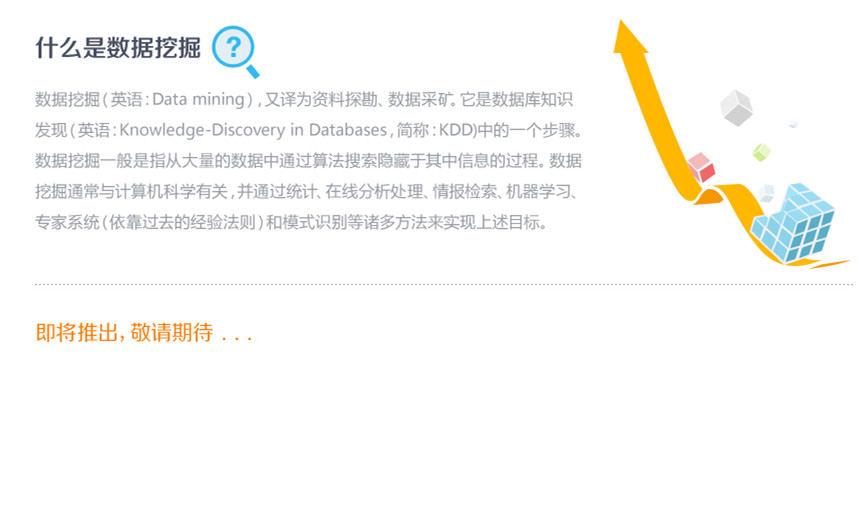 什么是数据挖掘 ?
数据挖掘(英语:Data mining),又译为资料探勘、数据采矿。它是数据库知识
发现(英语:Knowledge-Discovery in Databases,简称:KDD)中的一个步骤。
数据挖掘一般是指从大量的数据中通过算法搜索隐藏于其中信息的过程。数据
挖掘通常与计算机科学有关,并通过统计、在线分析处理、情报检索、机器学习、
专家系统(依靠过去的经验法则)和模式识别等诸多方法来实现上述目标。
即将推出,敬请期待 . . .